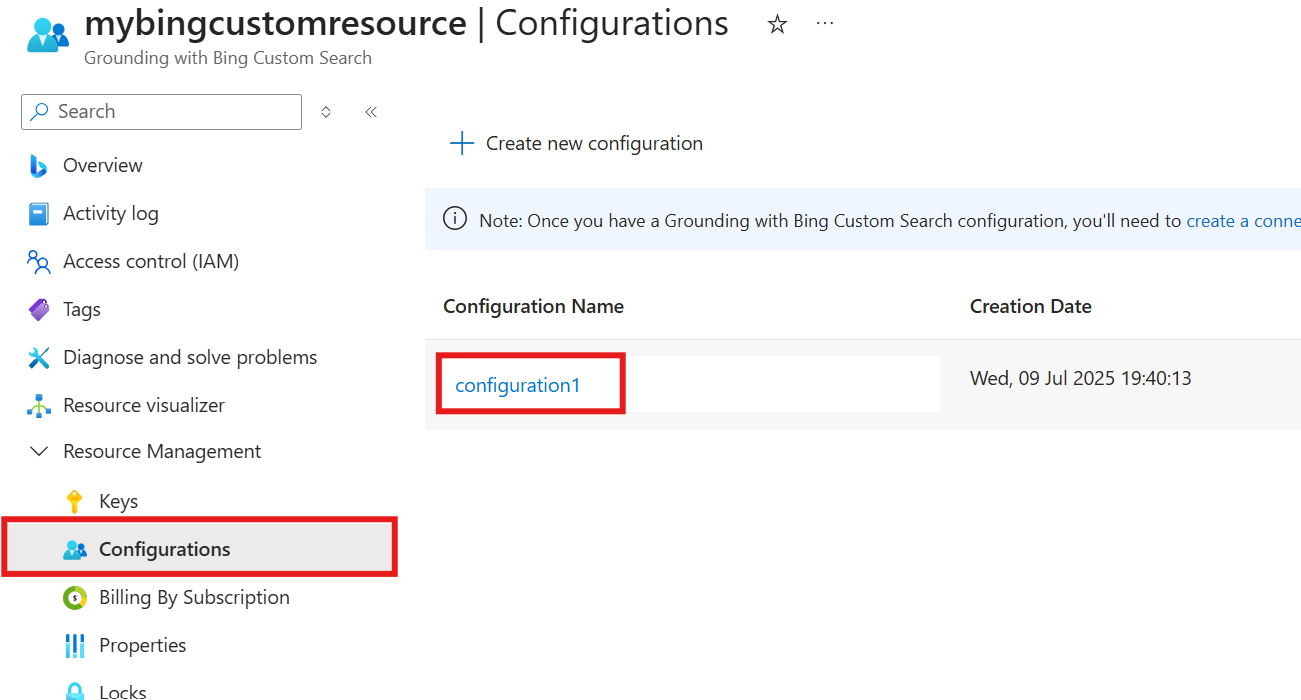 mybingcustomresource | Configurations
Grounding with Bing Custom Search
Search
Overview
Activity log
Access control (IAM)
Tags
Diagnose and solve problems
Resource visualizer
Resource Management
Keys
Configurations
Billing By Subscription
Properties
Locks
Create new configuration
Note: Once you have a Grounding with Bing Custom Search configuration, you'll need to create a conne
Configuration Name Creation Date
configuration1 Wed, 09 Jul 2025 19:40:13